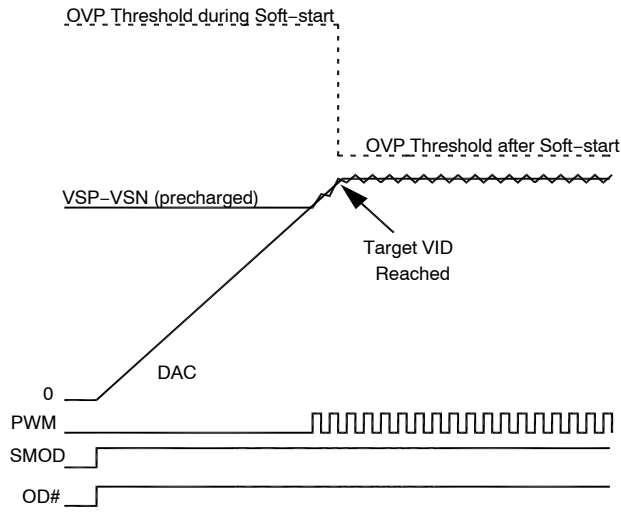 OVP Threshold during Soft−start
OVP Threshold after Soft−start
VSP−VSN (precharged)
Target VID
Reached
DAC
0
PWM
SMOD
OD#